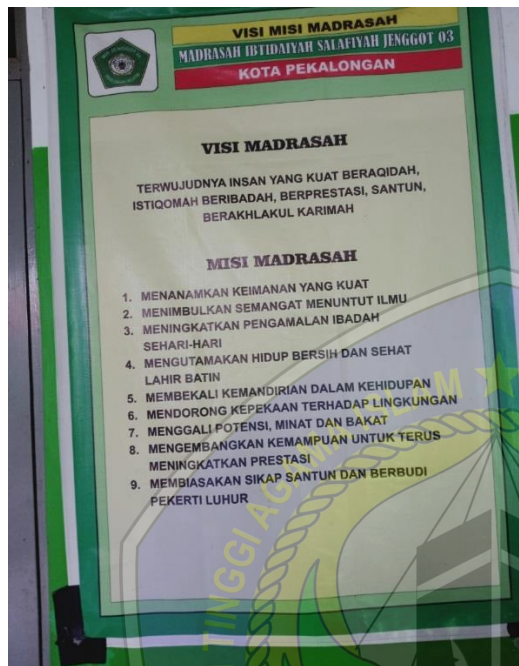 VISI MISI MADRASAH
MADRASAH IBTIDAIYAH SALAFIYAH JENGGOT 03
KOTA PEKALONGAN
VISI MADRASAH
TERWUJUDNYA INSAN YANG KUAT BERAQIDAH,
ISTIQOMAH BERIBADAH, BERPRESTASI, SANTUN,
BERAKHLAKUL KARIMAH
MISI MADRASAH
1. MENANAMKAN KEIMANAN YANG KUAT
2. MENIMBULKAN SEMANGAT MENUNTUT ILMU
3. MENINGKATKAN PENGAMALAN IBADAH
SEHARI-HARI
4. MENGUTAMAKAN HIDUP BERSIH DAN SEHAT
LAHIR BATIN
5. MEMBEKALI KEMANDIRIAN DALAM KEHIDUPAN
6. MENDORONG KEPEKAAN TERHADAP LINGKUNGAN
7. MENGGALI POTENSI, MINAT DAN BAKAT
8. MENGEMBANGKAN KEMAMPUAN UNTUK TERUS
MENINGKATKAN PRESTASI
9. MEMBIASAKAN SIKAP SANTUN DAN BERBUDI
PEKERTI LUHUR
TINGGI AGAMA ISLAM